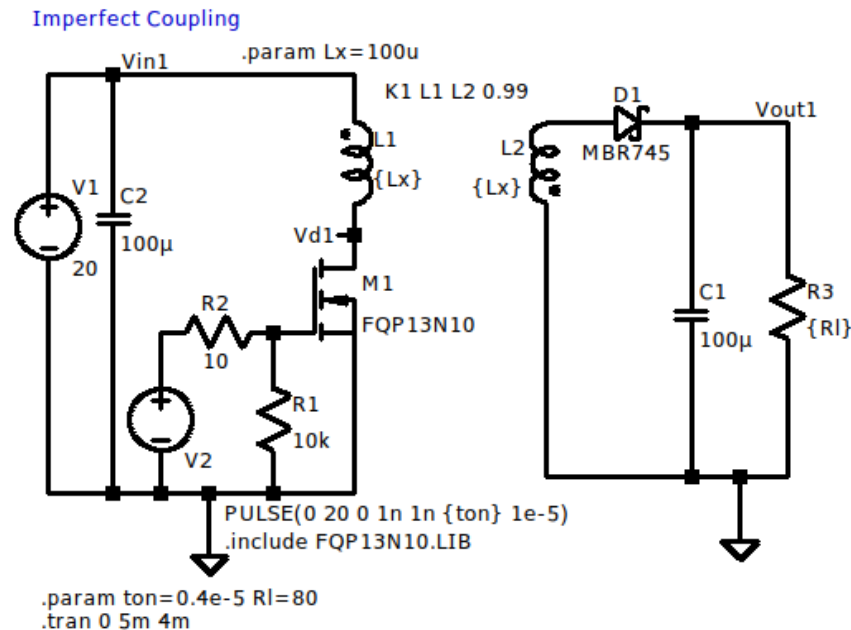 Imperfect Coupling
.param Lx=100u
Vin1
K1 L1 L2 0.99
D1
Vout1
L1
L2
MBR745
V1
C2
{Lx}
{Lx}
100µ
Vd1
20
M1
C1
R3
R2
FQP13N10
100µ
{Rl}
10
R1
10k
V2
PULSE(0 20 0 1n 1n {ton} 1e-5)
.include FQP13N10.LIB
.param ton=0.4e-5 Rl=80
.tran 0 5m 4m